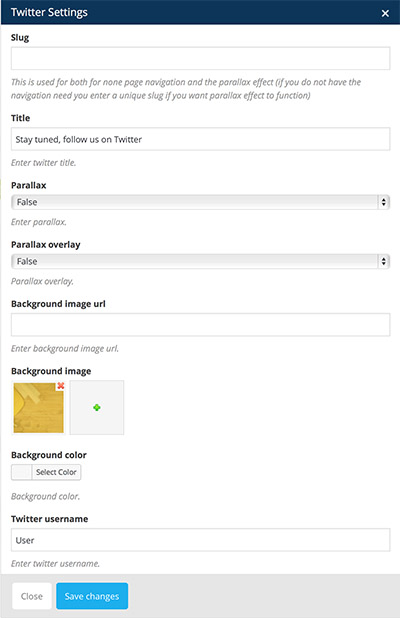 Twitter Settings
Slug
This is used for both for none page navigation and the parallax effect (if you do not have the
navigation need you enter a unique slug if you want parallax effect to function)
Title
Stay tuned, follow us on Twitter
Enter twitter title.
Parallax
False
Enter parallax.
Parallax overlay
False
Parallax overlay.
Background image url
Enter background image url.
Background image
Background color
Select Color
Background color.
Twitter username
User
Enter twitter username.
Close
Save changes